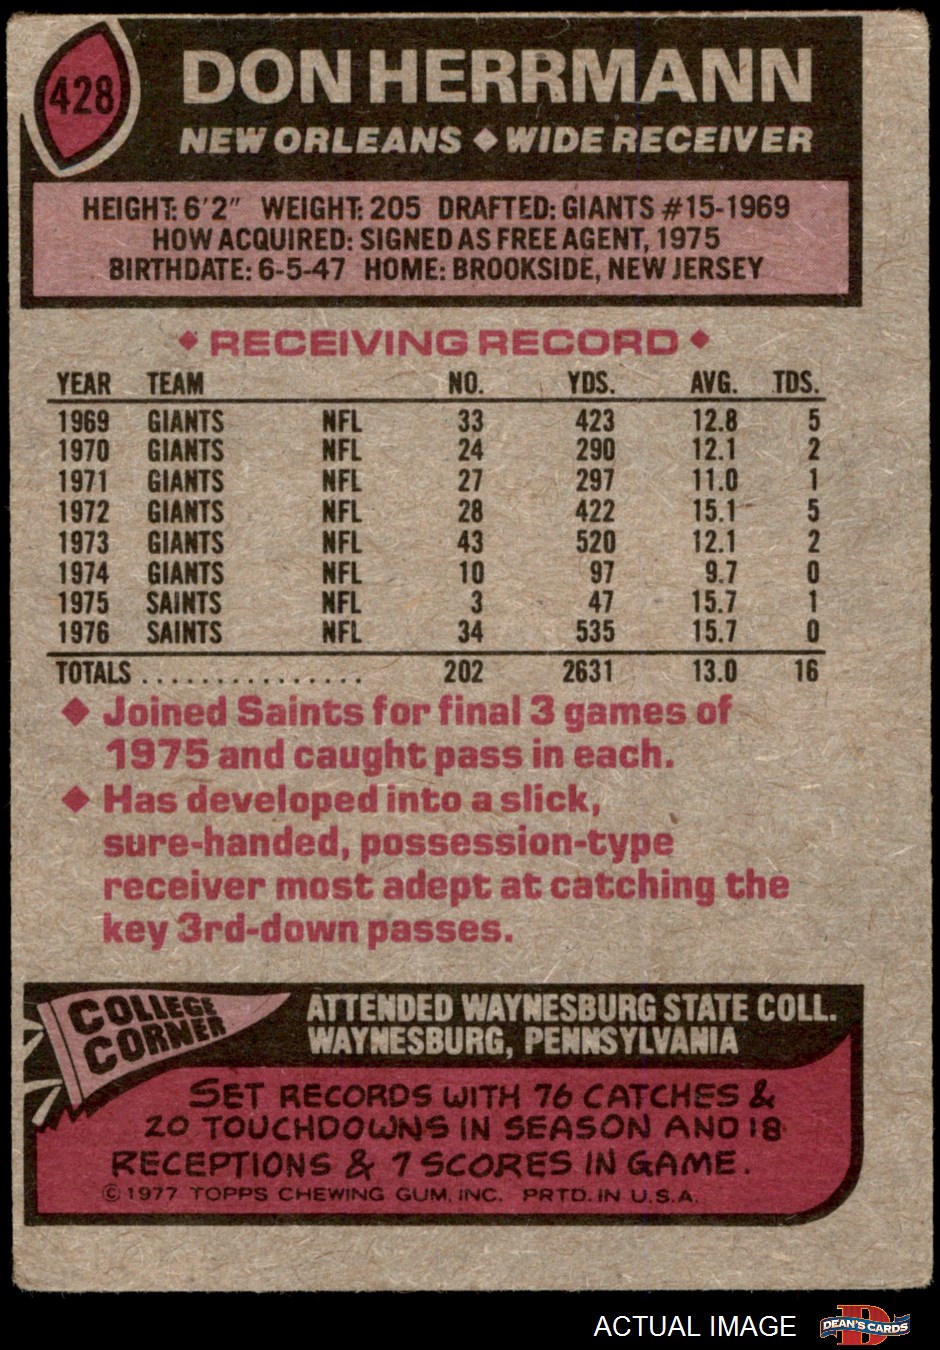 428
DON HERRMANN
NEW ORLEANS ◆ WIDE RECEIVER
HEIGHT: 6'2" WEIGHT: 205 DRAFTED: GIANTS #15-1969
HOW ACQUIRED: SIGNED AS FREE AGENT, 1975
BIRTHDATE: 6-5-47 HOME: BROOKSIDE, NEW JERSEY
◆ RECEIVING RECORD ◆
YEAR TEAM NO. YDS. AVG. TDS.
1969 GIANTS NFL 33 423 12.8 5
1970 GIANTS NFL 24 290 12.1 2
1971 GIANTS NFL 27 297 11.0 1
1972 GIANTS NFL 28 422 15.1 5
1973 GIANTS NFL 43 520 12.1 2
1974 GIANTS NFL 10 97 9.7 0
1975 SAINTS NFL 3 47 15.7 1
1976 SAINTS NFL 34 535 15.7 0
TOTALS ............... 202 2631 13.0 16
◆ Joined Saints for final 3 games of
1975 and caught pass in each.
◆ Has developed into a slick,
sure-handed, possession-type
receiver most adept at catching the
key 3rd-down passes.
COLLEGE
CORNER
ATTENDED WAYNESBURG STATE COLL.
WAYNESBURG, PENNSYLVANIA
SET RECORDS WITH 76 CATCHES &
20 TOUCHDOWNS IN SEASON AND 18
RECEPTIONS & 7 SCORES IN GAME.
© 1977 TOPPS CHEWING GUM, INC. PRTD. IN U.S.A.
ACTUAL IMAGE
D
DEAN'S CARDS